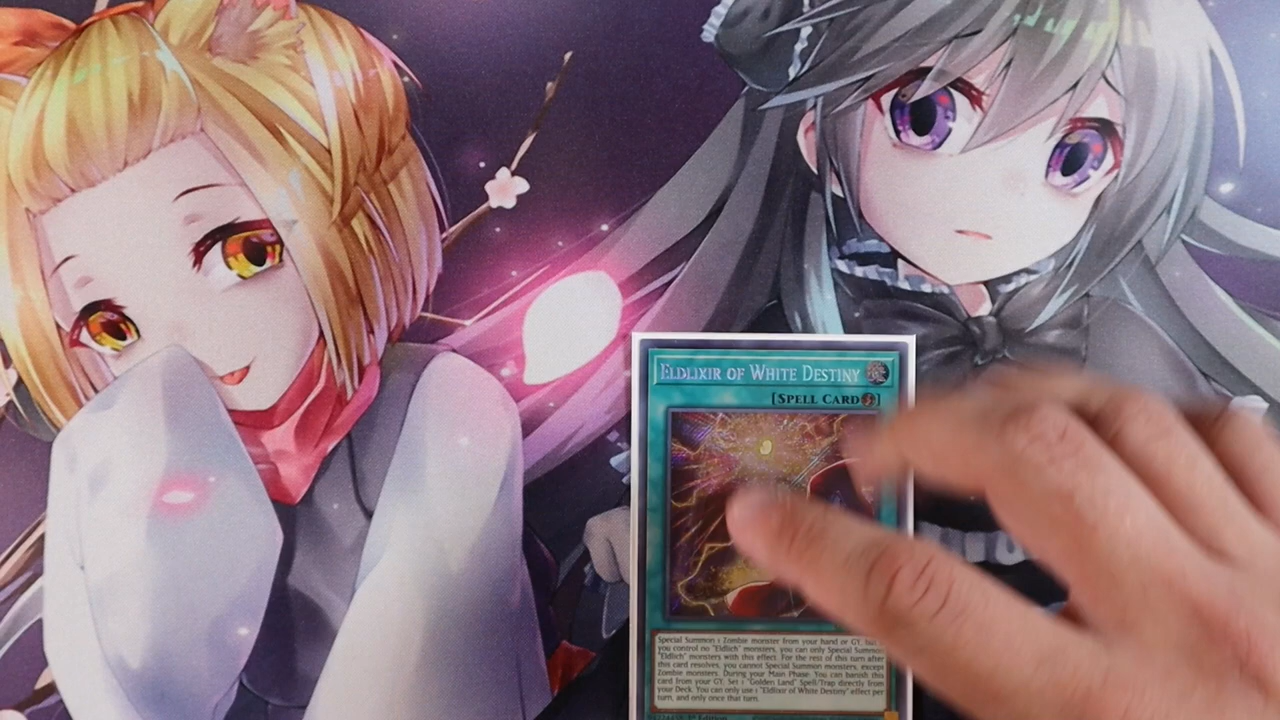 ELDLIXIR OF WHITE DESTINY
[SPELL CARD]
Special Summon 1 Zombie monster from your hand or GY, but if
you control no "Eldlich" monsters, you can only Special Summon
"Eldlich" monsters with this effect. For the rest of this turn after
this card resolves, you cannot Special Summon monsters, except
Zombie monsters. During your Main Phase: You can banish this
card from your GY; Set 1 "Golden Land" Spell/Trap directly from
your Deck. You can only use 1 "Eldlixir of White Destiny" effect per
turn, and only once that turn.
1st Edition